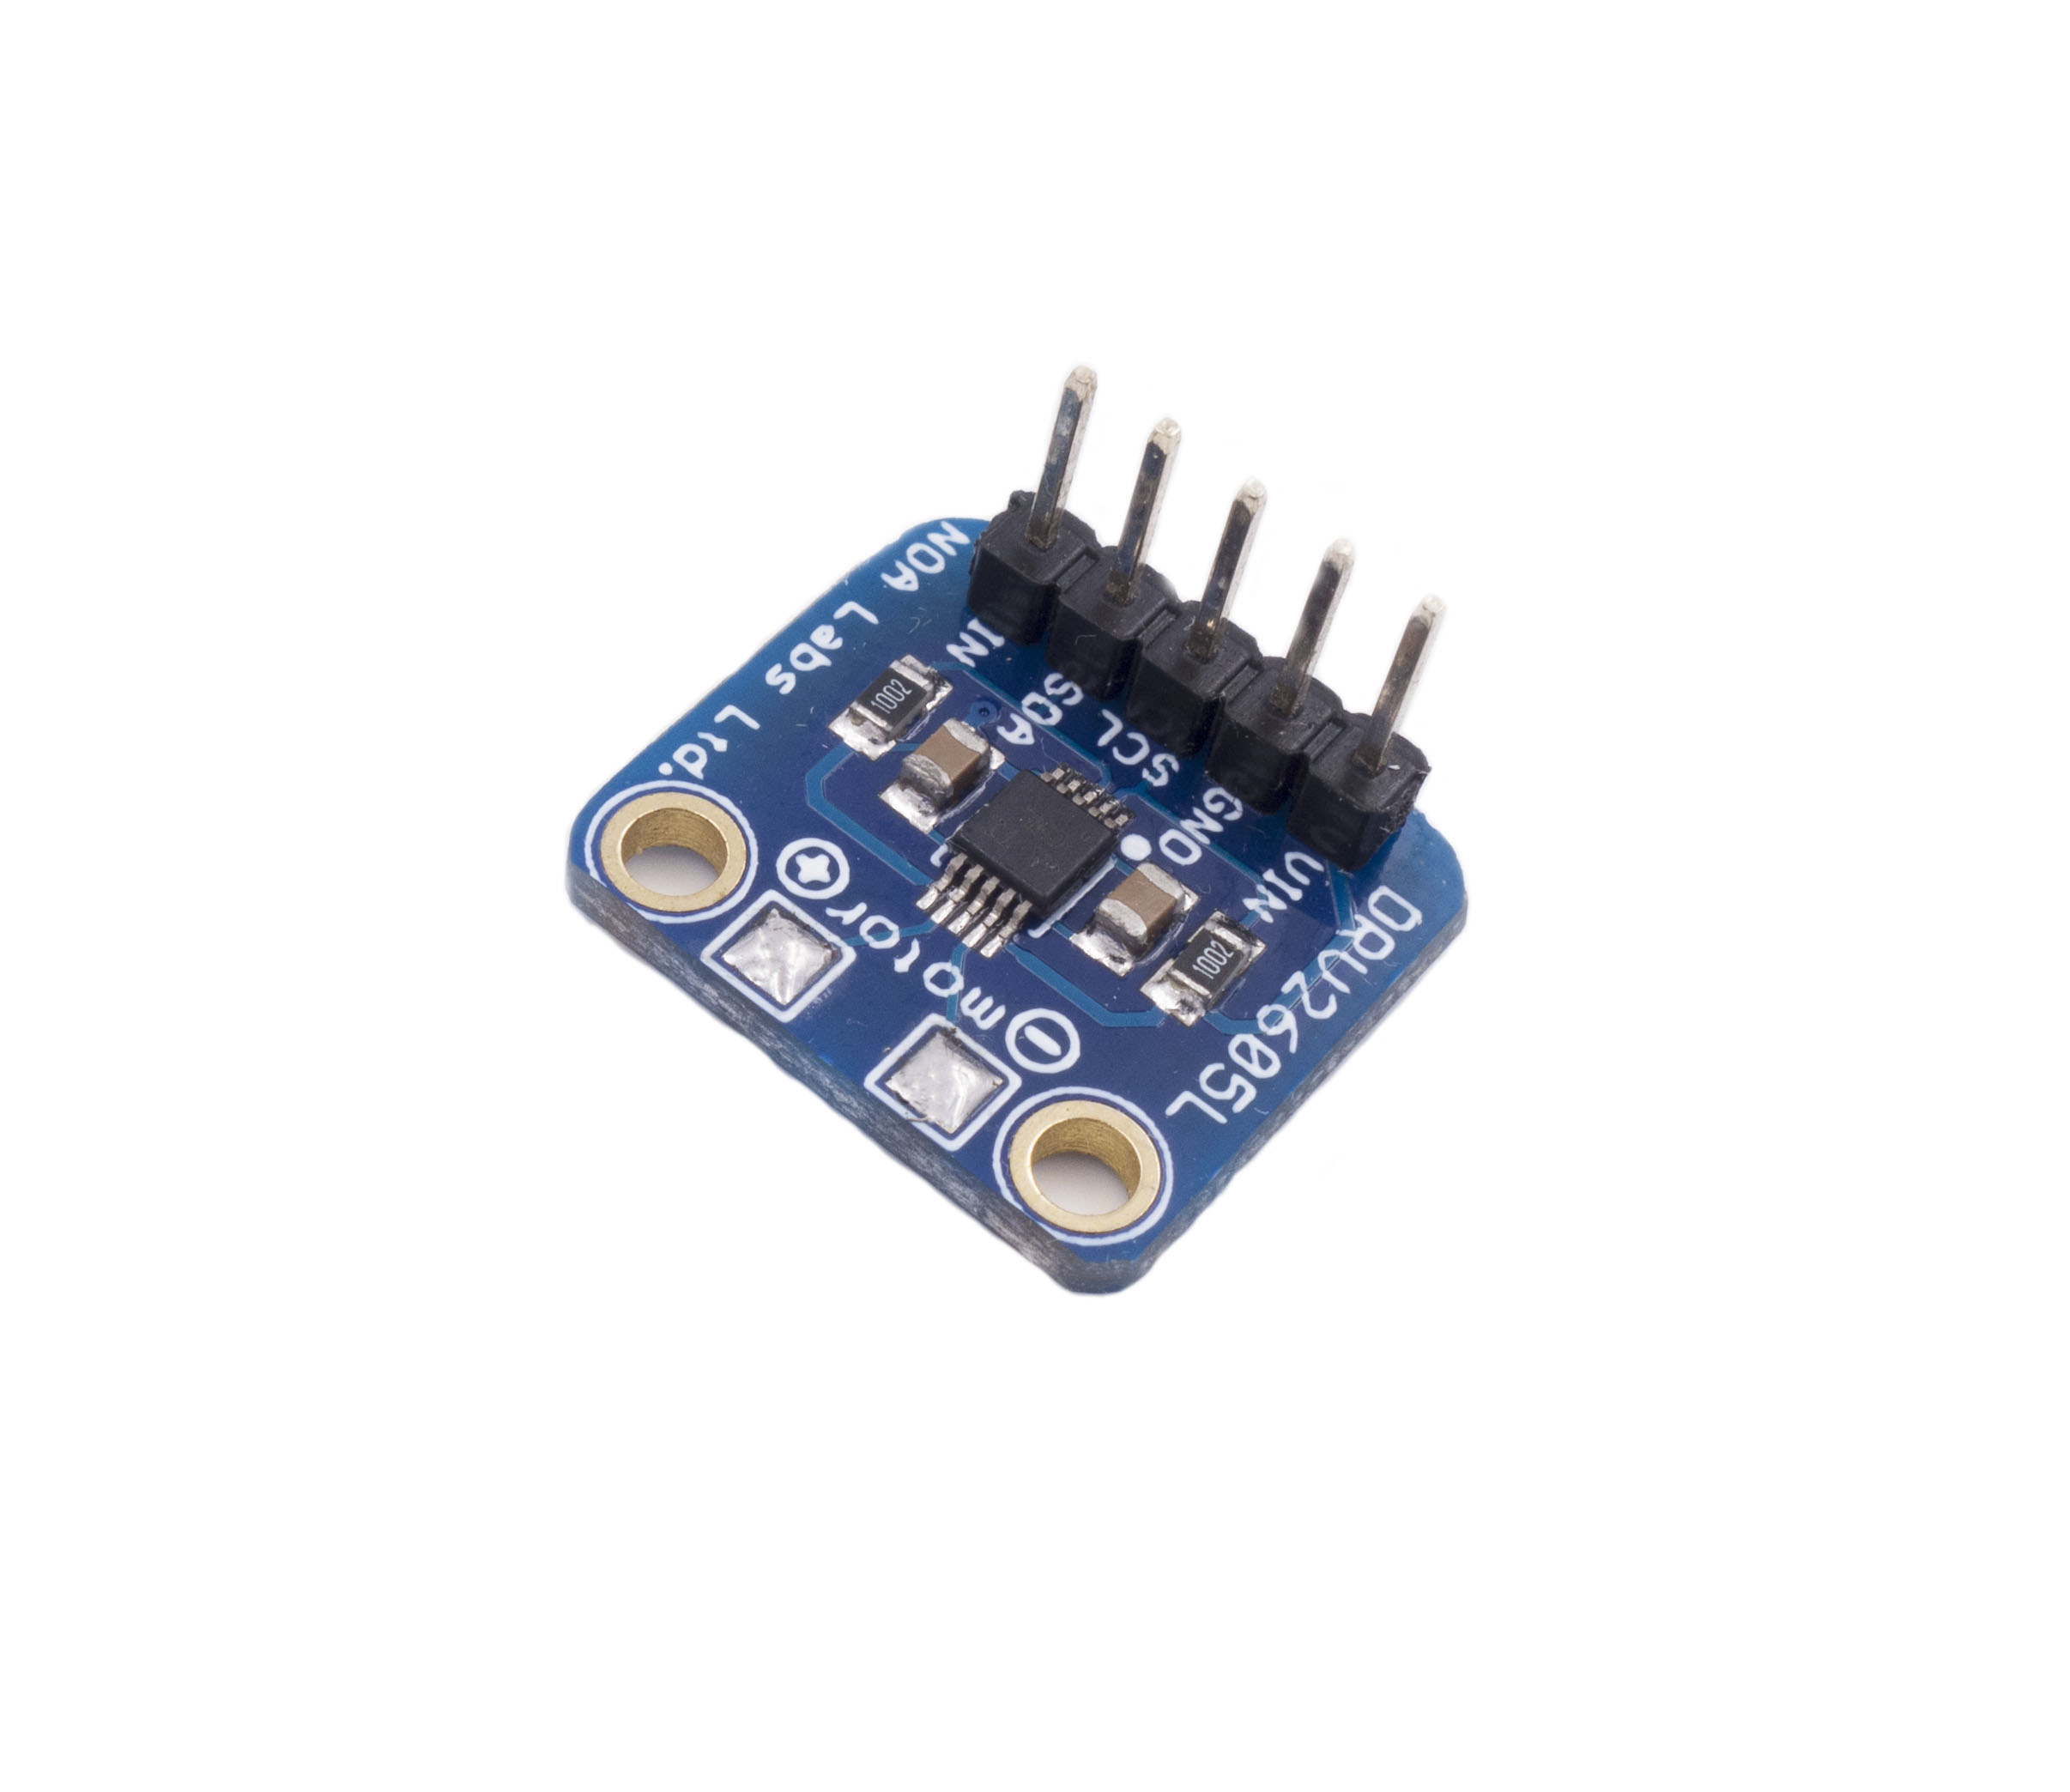 NOA Labs Ltd.
IN
SDA
SCL
GND
VIN
DRV2605L
1002
1002
motor